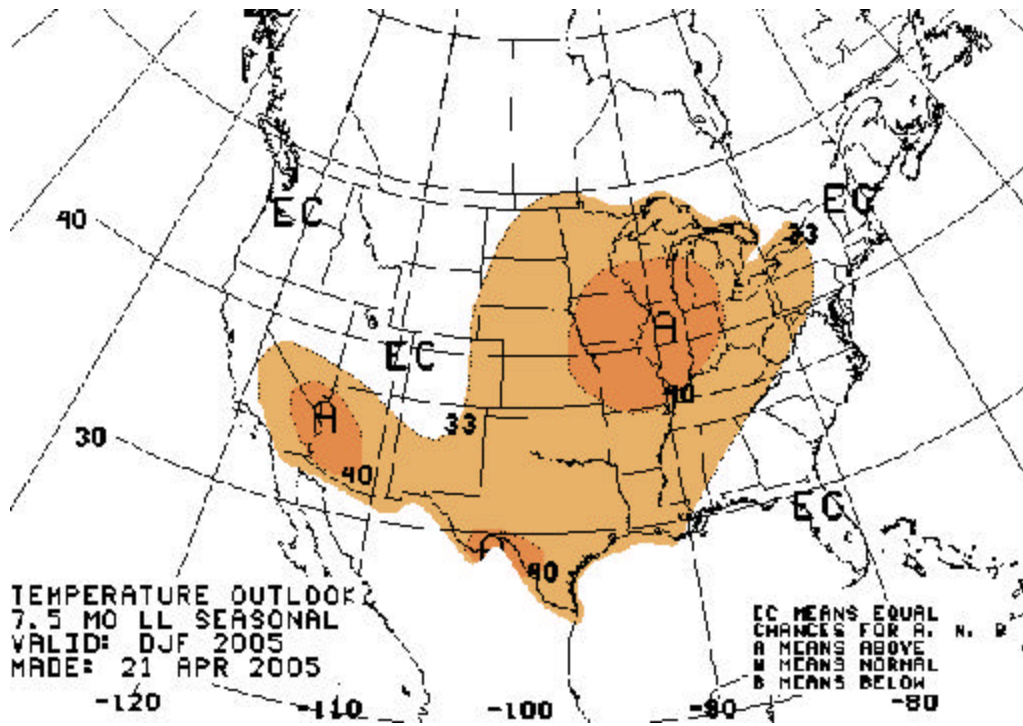 EC
EC
40
33
A
EC
40
A
33
30
40
EC
40
TEMPERATURE OUTLOOK
7.5 MO LL SEASONAL
VALID: DJF 2005
MADE: 21 APR 2005
EC MEANS EQUAL
CHANCES FOR A, N, B
A MEANS ABOVE
N MEANS NORMAL
B MEANS BELOW
-120
-110
-100
-90
-80